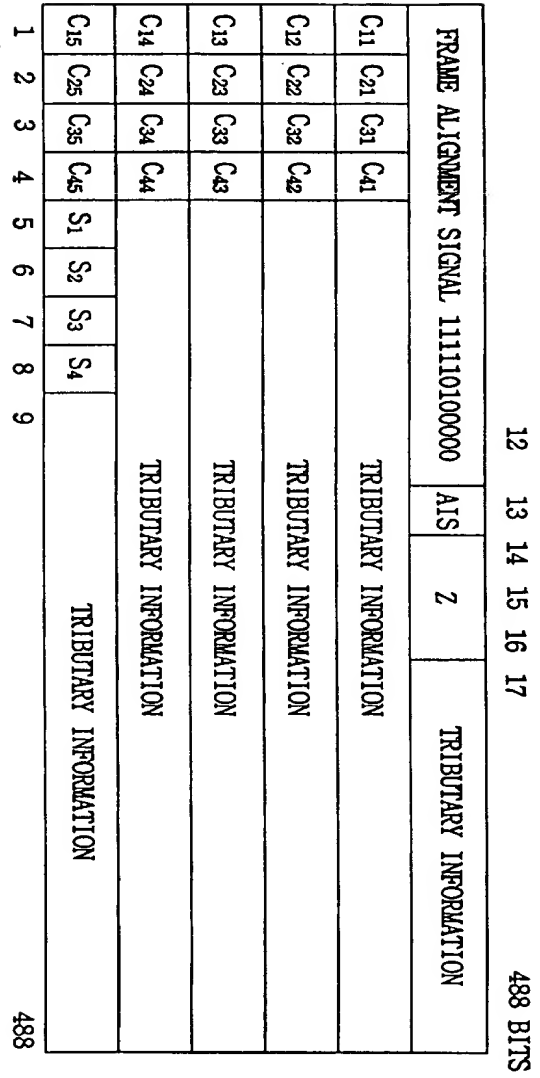 12 13 14 15 16 17 488 BITS
FRAME ALIGNMENT SIGNAL 111110100000 AIS Z TRIBUTARY INFORMATION
C11 C21 C31 C41 TRIBUTARY INFORMATION
C12 C22 C32 C42 TRIBUTARY INFORMATION
C13 C23 C33 C43 TRIBUTARY INFORMATION
C14 C24 C34 C44 TRIBUTARY INFORMATION
C15 C25 C35 C45 S1 S2 S3 S4 TRIBUTARY INFORMATION
1 2 3 4 5 6 7 8 9 488